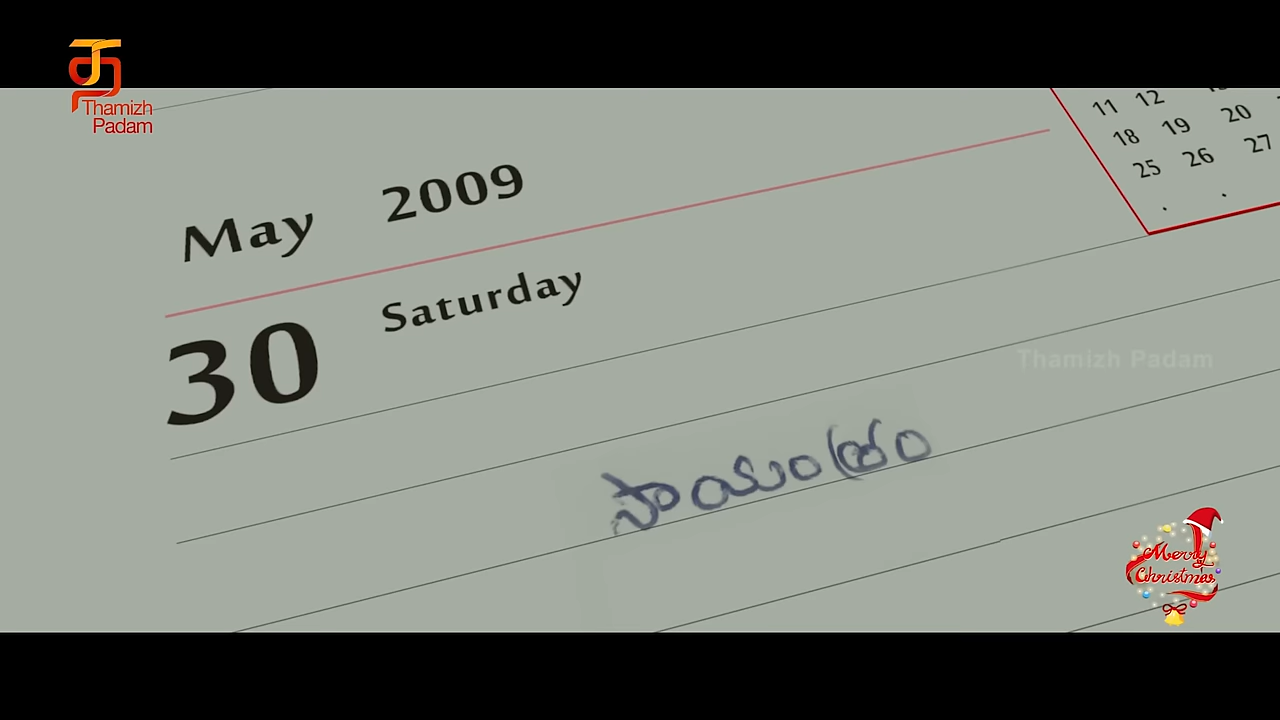 Thamizh
Padam
11 12
18 19 20
25 26 27
May 2009
30 Saturday
Thamizh Padam
సాయంత్రం
Merry
Christmas